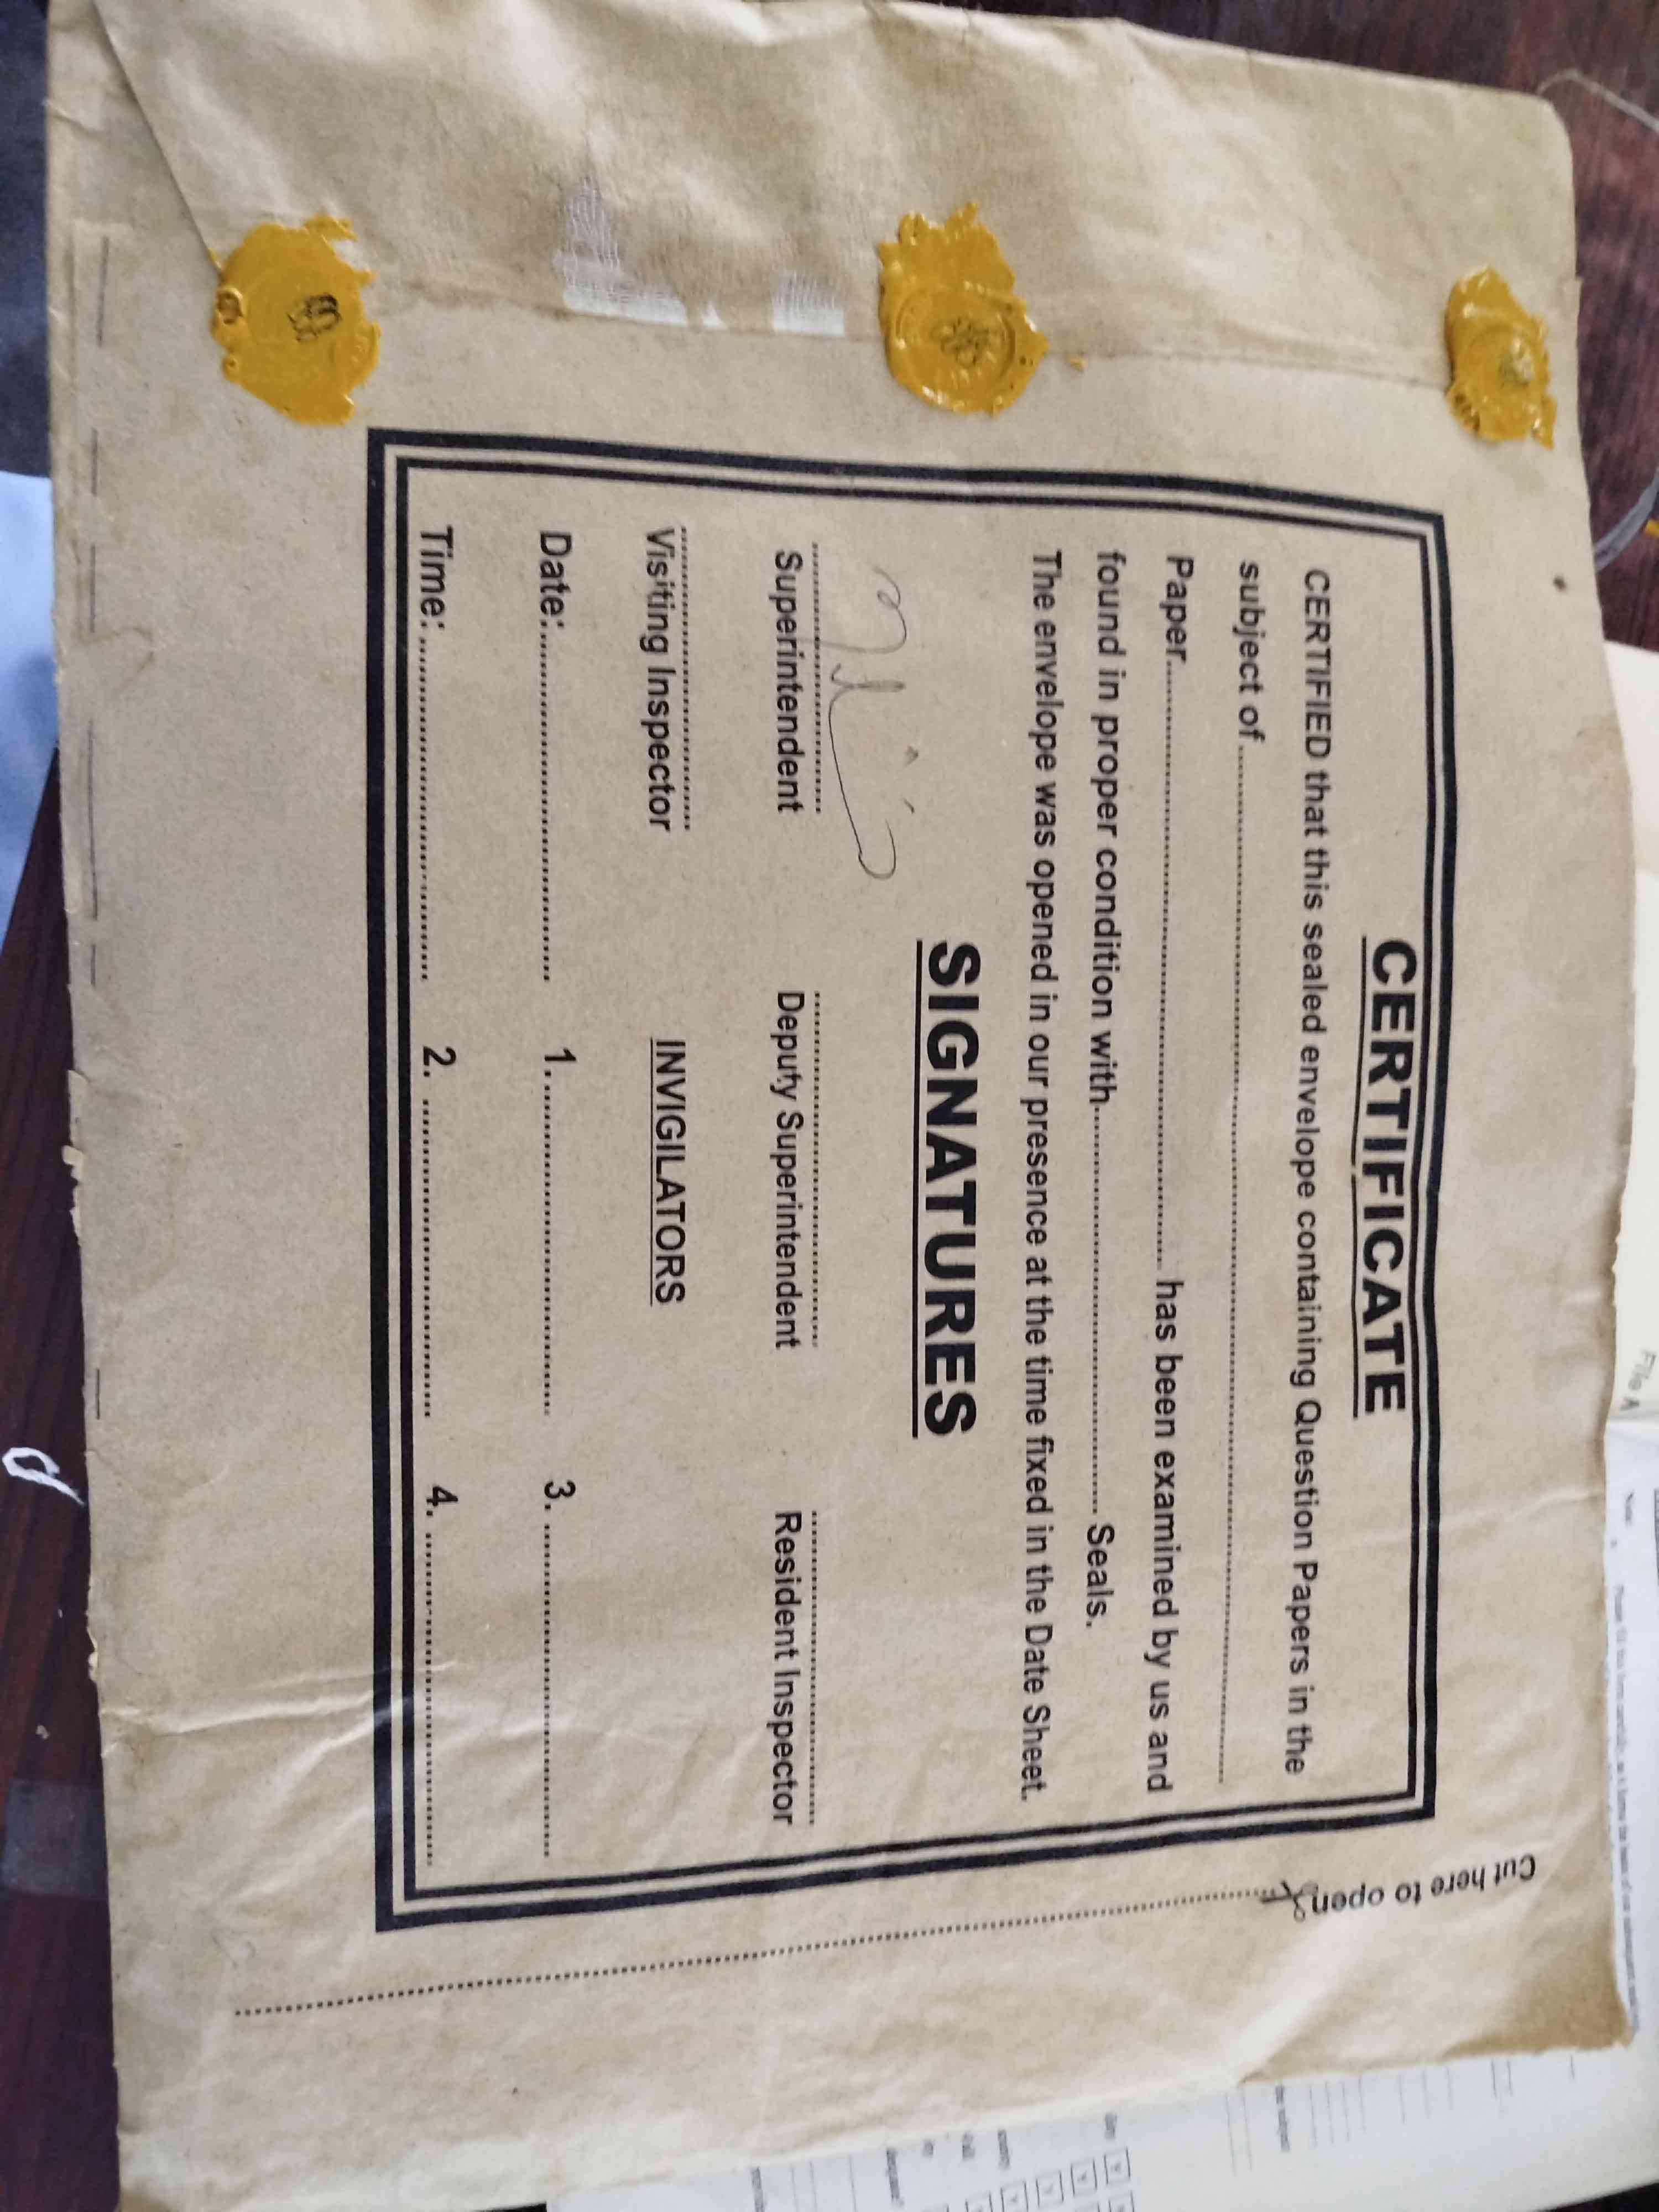 CERTIFICATE
CERTIFIED that this sealed envelope containing Question Papers in the
subject of....................
Paper.................... has been examined by us and
found in proper condition with.................... Seals.
The envelope was opened in our presence at the time fixed in the Date Sheet.
SIGNATURES
Superintendent Deputy Superintendent Resident Inspector
Visiting Inspector INVIGILATORS
Date:.................... 1..................... 3. ....................
Time: .................... 2. .................... 4. ....................
Cut here to open
File A